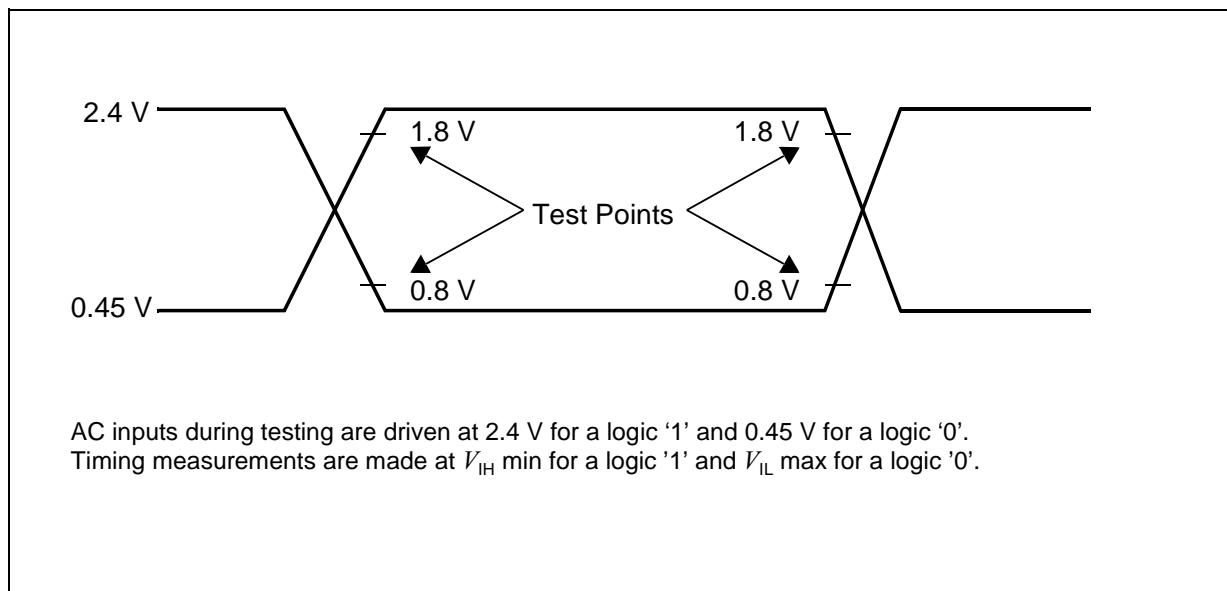 2.4 V
1.8 V
1.8 V
Test Points
0.8 V
0.8 V
0.45 V
AC inputs during testing are driven at 2.4 V for a logic ‘1’ and 0.45 V for a logic ‘0’.
Timing measurements are made at VIH min for a logic ’1’ and VIL max for a logic ’0’.